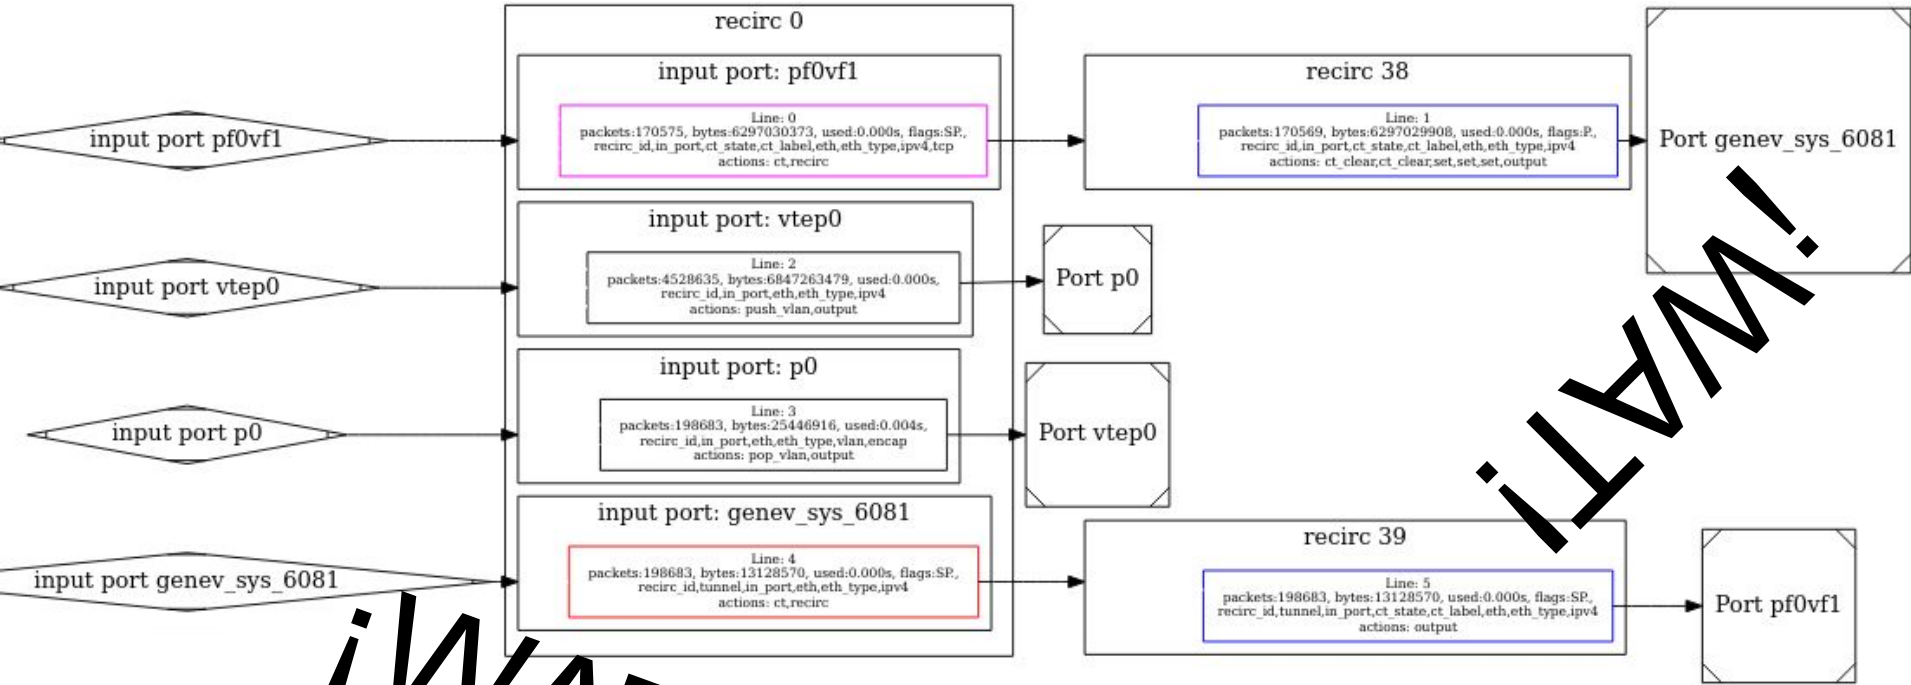 recirc 0
input port pf0vf1
input port: pf0vf1
Line: 0
packets:170575, bytes:6297030373, used:0.000s, flags:SP.,
recirc_id,in_port,ct_state,ct_label,eth,eth_type,ipv4,tcp
actions: ct,recirc
recirc 38
Line: 1
packets:170569, bytes:6297029908, used:0.000s, flags:P.,
recirc_id,in_port,ct_state,ct_label,eth,eth_type,ipv4
actions: ct_clear,ct_clear,set,set,set,output
Port genev_sys_6081
input port vtep0
input port: vtep0
Line: 2
packets:4528635, bytes:6847263479, used:0.000s,
recirc_id,in_port,eth,eth_type,ipv4
actions: push_vlan,output
Port p0
input port p0
input port: p0
Line: 3
packets:198683, bytes:25446916, used:0.004s,
recirc_id,in_port,eth,eth_type,vlan,encap
actions: pop_vlan,output
Port vtep0
input port genev_sys_6081
input port: genev_sys_6081
Line: 4
packets:198683, bytes:13128570, used:0.000s, flags:SP.,
recirc_id,tunnel,in_port,eth,eth_type,ipv4
actions: ct,recirc
recirc 39
Line: 5
packets:198683, bytes:13128570, used:0.000s, flags:SP.,
recirc_id,tunnel,in_port,ct_state,ct_label,eth,eth_type,ipv4
actions: output
Port pf0vf1
¡WAT!